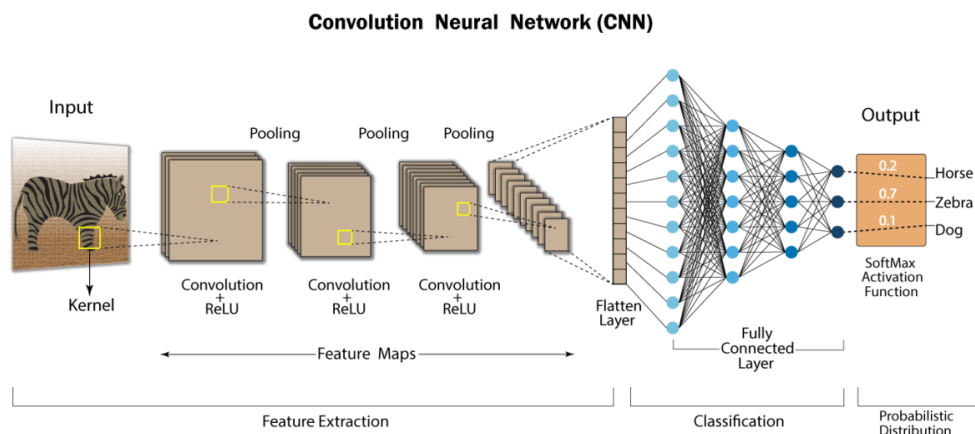 Convolution Neural Network (CNN)
Input
Kernel
Pooling
Pooling
Pooling
Convolution
+
ReLU
Convolution
+
ReLU
Convolution
+
ReLU
Feature Maps
Flatten
Layer
Fully
Connected
Layer
Output
0.2
Horse
0.7
Zebra
0.1
Dog
SoftMax
Activation
Function
Feature Extraction
Classification
Probabilistic
Distribution